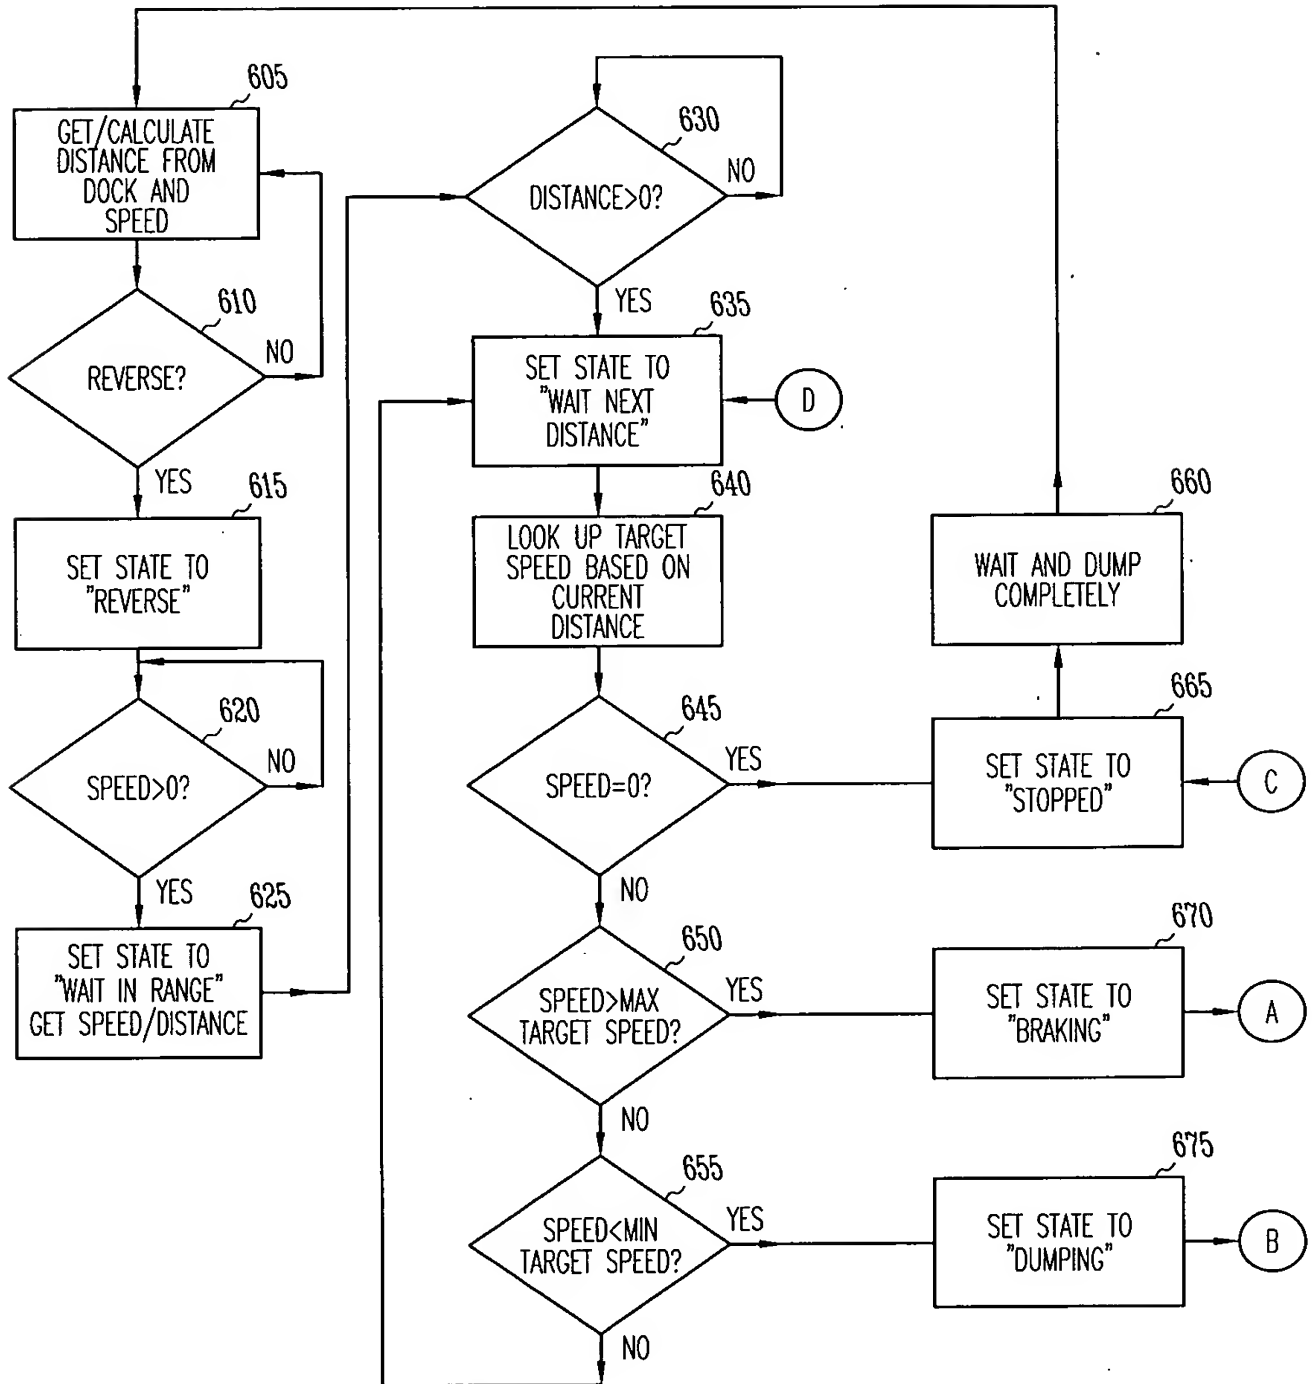 605
GET/CALCULATE
DISTANCE FROM
DOCK AND
SPEED
610
REVERSE?
NO
YES
615
SET STATE TO
"REVERSE"
620
SPEED>0?
NO
YES
625
SET STATE TO
"WAIT IN RANGE"
GET SPEED/DISTANCE
630
DISTANCE>0?
NO
YES
635
SET STATE TO
"WAIT NEXT
DISTANCE"
D
640
LOOK UP TARGET
SPEED BASED ON
CURRENT
DISTANCE
645
SPEED=0?
YES
NO
650
SPEED>MAX
TARGET SPEED?
YES
NO
655
SPEED<MIN
TARGET SPEED?
YES
NO
660
WAIT AND DUMP
COMPLETELY
665
SET STATE TO
"STOPPED"
C
670
SET STATE TO
"BRAKING"
A
675
SET STATE TO
"DUMPING"
B